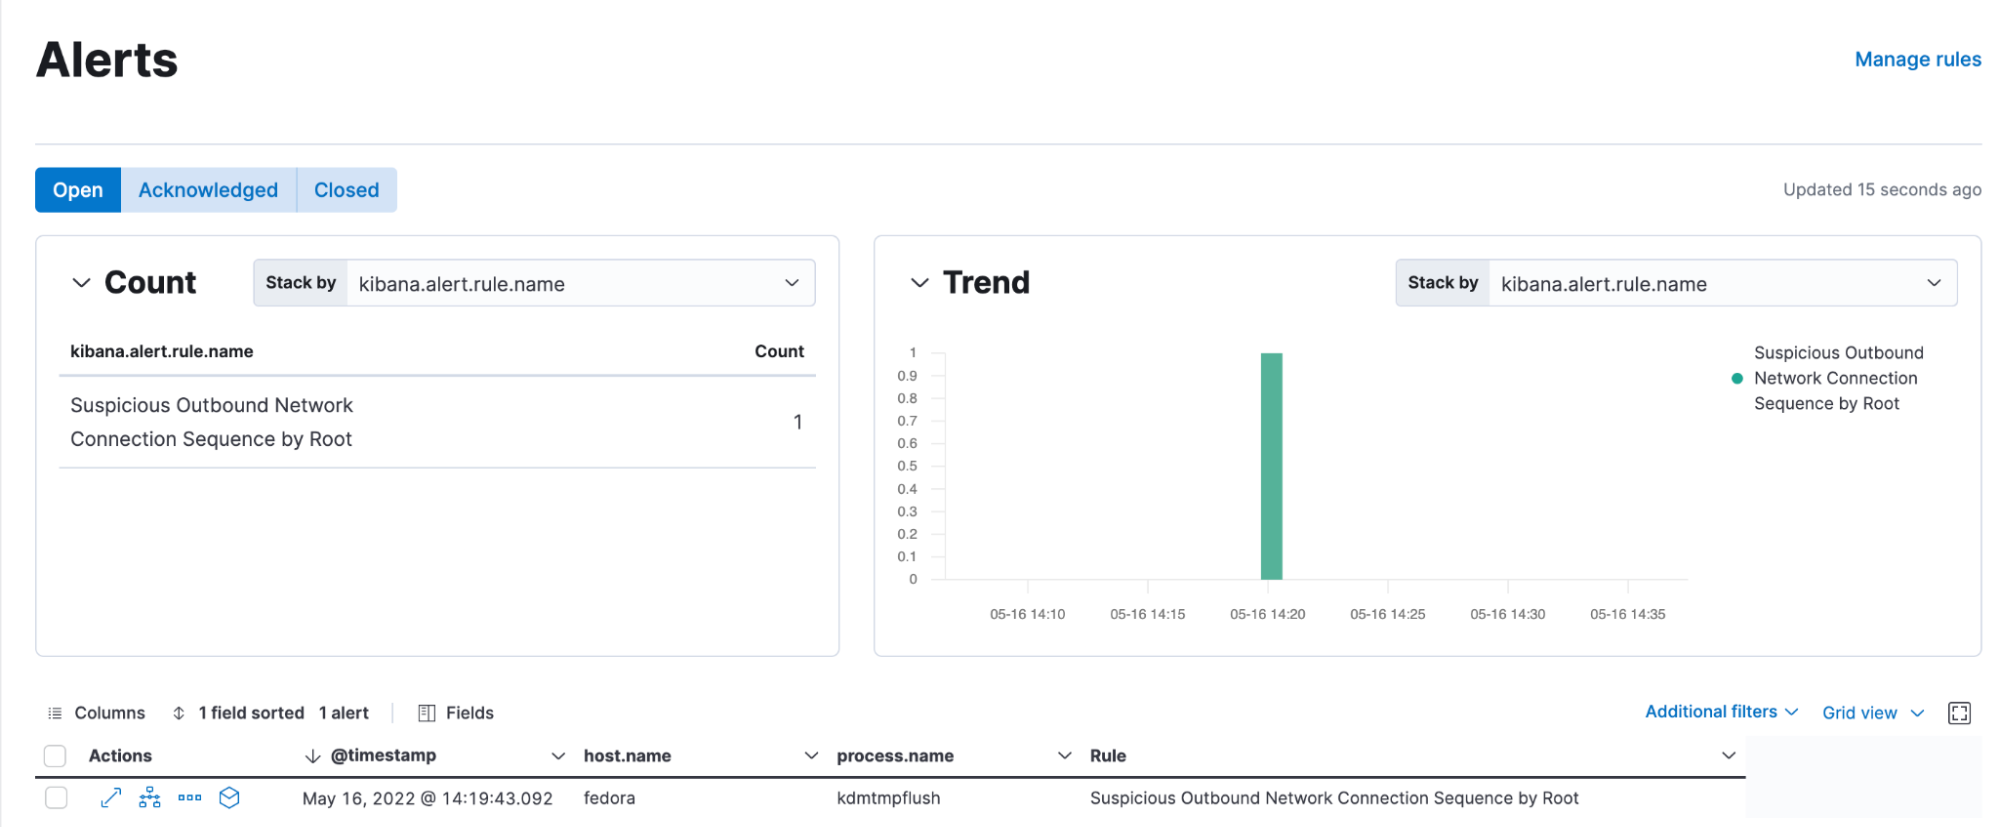 Alerts
Manage rules
Open Acknowledged Closed
Updated 15 seconds ago
Count
Stack by kibana.alert.rule.name
kibana.alert.rule.name Count
Suspicious Outbound Network
Connection Sequence by Root
1
Trend
Stack by kibana.alert.rule.name
1
0.9
0.8
0.7
0.6
0.5
0.4
0.3
0.2
0.1
0
05-16 14:10 05-16 14:15 05-16 14:20 05-16 14:25 05-16 14:30 05-16 14:35
Suspicious Outbound
Network Connection
Sequence by Root
Columns 1 field sorted 1 alert Fields
Additional filters Grid view
Actions @timestamp host.name process.name Rule
May 16, 2022 @ 14:19:43.092 fedora kdmtmpflush Suspicious Outbound Network Connection Sequence by Root